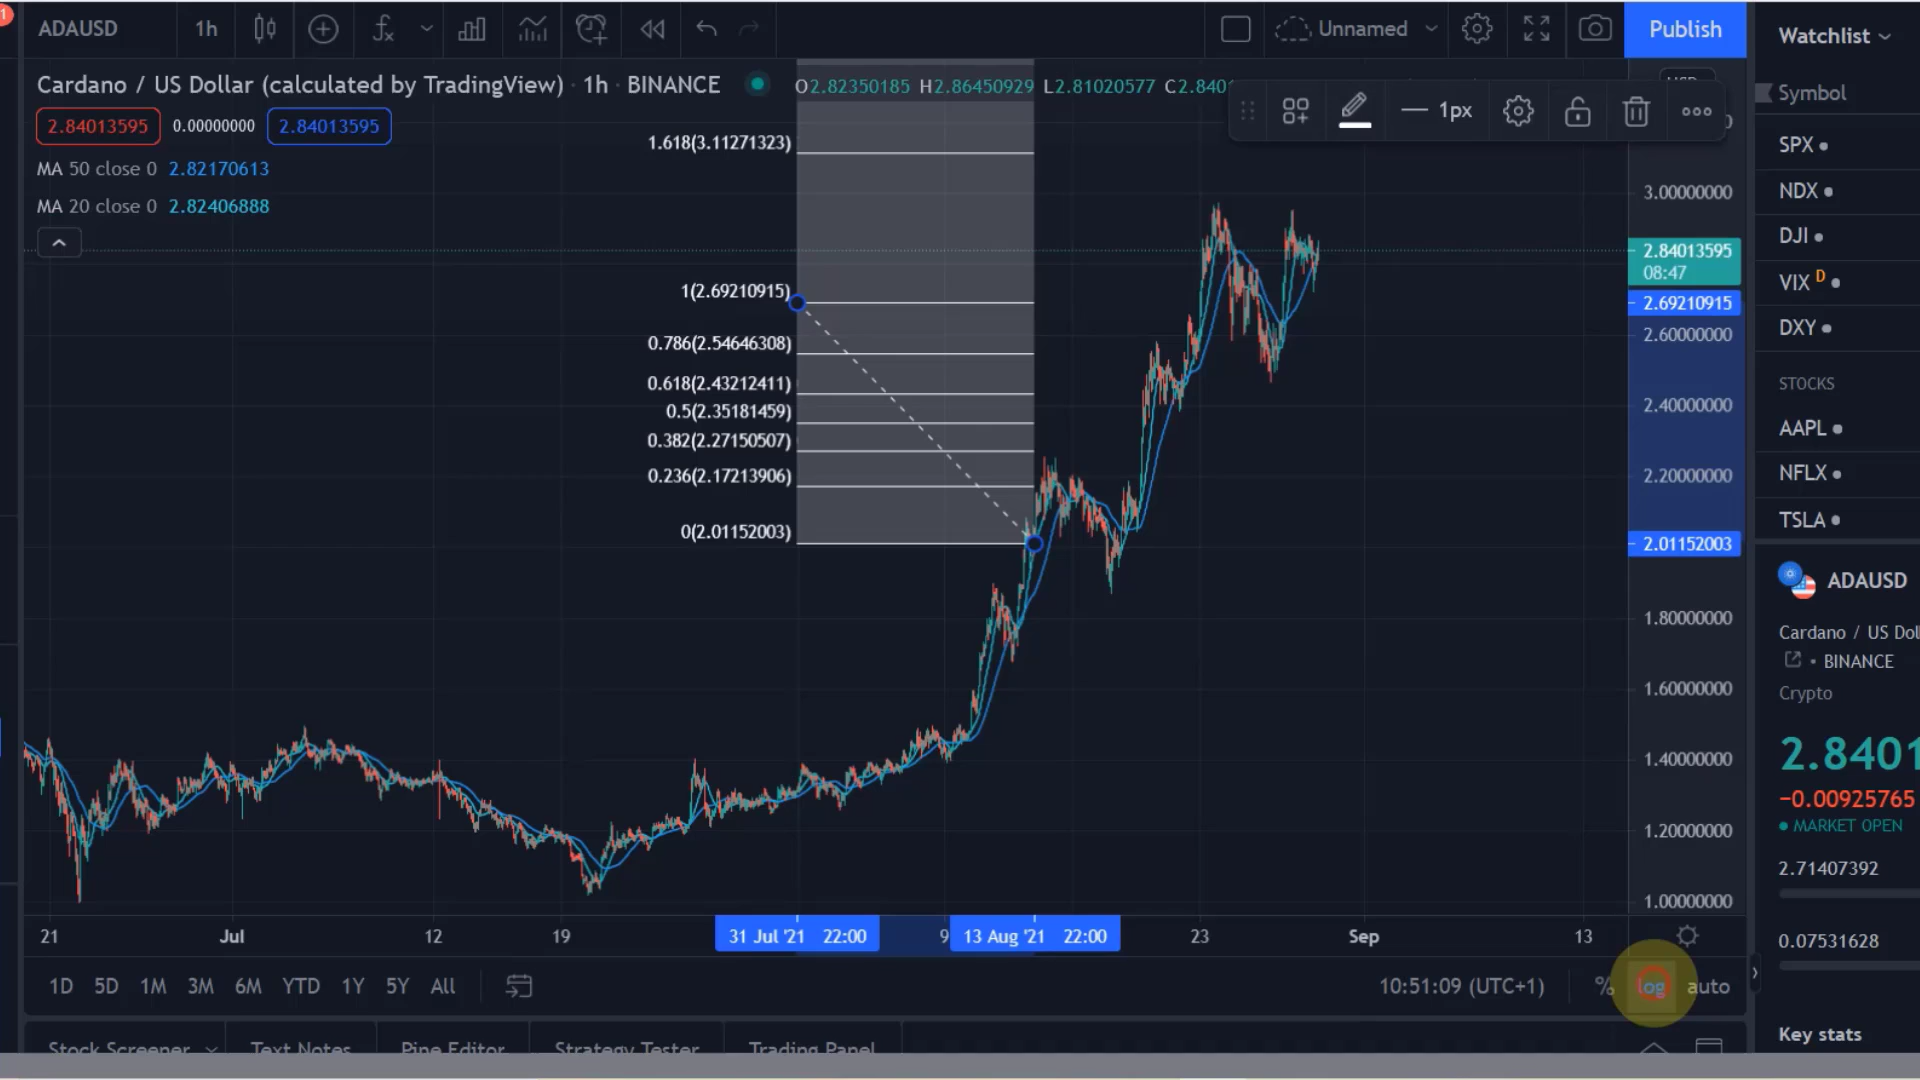 1
ADAUSD
1h
Unnamed
Publish
Watchlist
Cardano / US Dollar (calculated by TradingView) · 1h · BINANCE
O2.82350185 H2.86450929 L2.81020577 C2.840
1px
Symbol
2.84013595 0.00000000 2.84013595
MA 50 close 0 2.82170613
MA 20 close 0 2.82406888
1.618(3.11271323)
1(2.69210915)
0.786(2.54646308)
0.618(2.43212411)
0.5(2.35181459)
0.382(2.27150507)
0.236(2.17213906)
0(2.01152003)
3.00000000
2.84013595
08:47
2.69210915
2.60000000
2.40000000
2.20000000
2.01152003
1.80000000
1.60000000
1.40000000
1.20000000
1.00000000
21 Jul 12 19 31 Jul '21 22:00 9 13 Aug '21 22:00 23 Sep 13
1D 5D 1M 3M 6M YTD 1Y 5Y All
10:51:09 (UTC+1) % log auto
Stock Screener Text Notes Pine Editor Strategy Tester Trading Panel
SPX
NDX
DJI
VIX D
DXY
STOCKS
AAPL
NFLX
TSLA
ADAUSD
Cardano / US Doll
BINANCE
Crypto
2.8401
−0.00925765
MARKET OPEN
2.71407392
0.07531628
Key stats